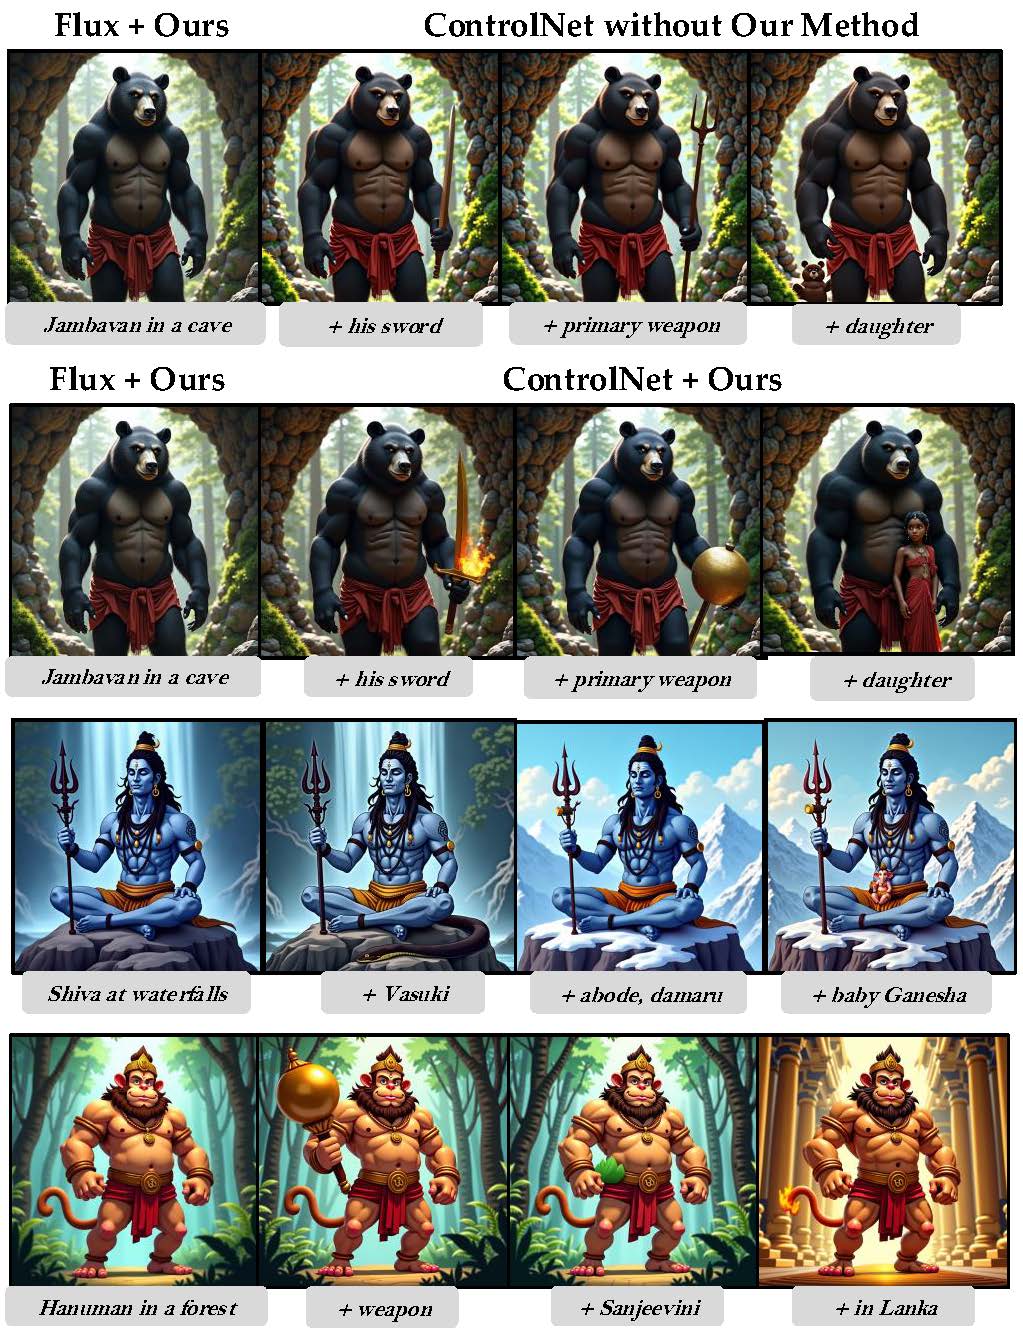 Flux + Ours
ControlNet without Our Method
Jambavan in a cave
+ his sword
+ primary weapon
+ daughter
Flux + Ours
ControlNet + Ours
Jambavan in a cave
+ his sword
+ primary weapon
+ daughter
Shiva at waterfalls
+ Vasuki
+ abode, damaru
+ baby Ganesha
Hanuman in a forest
+ weapon
+ Sanjeevini
+ in Lanka